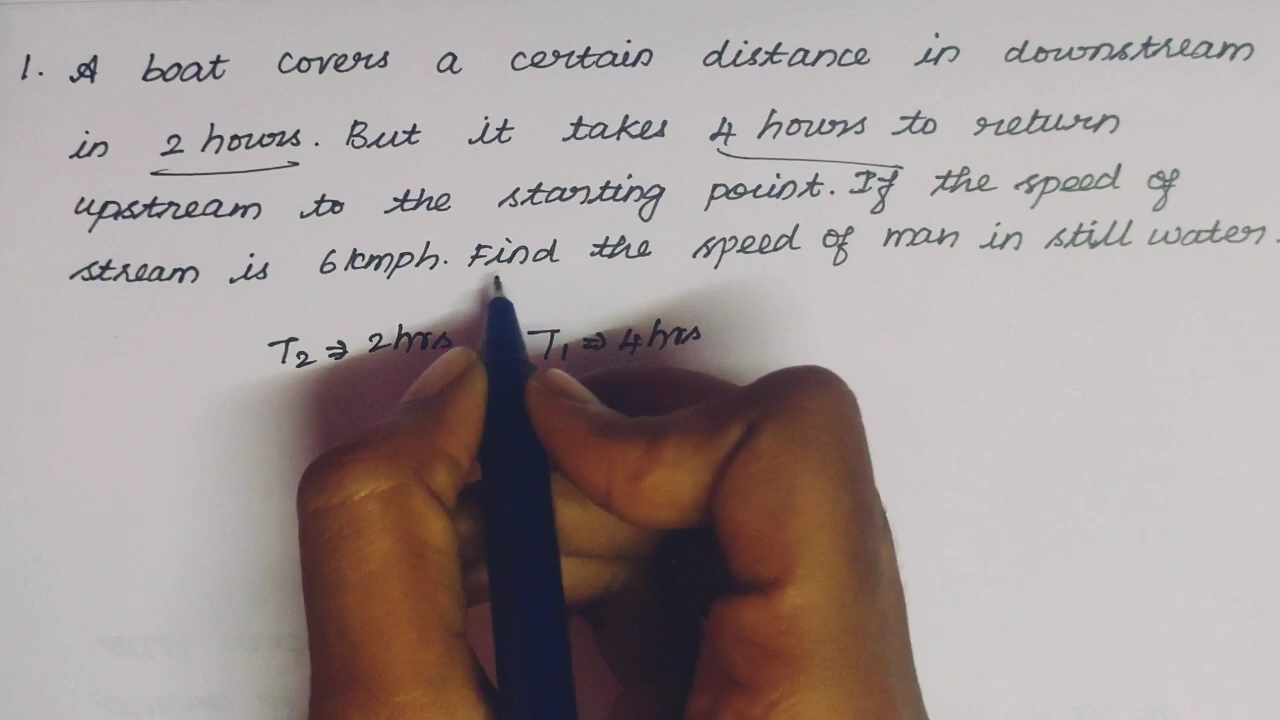 1. A boat covers a certain distance in downstream
in 2 hours. But it takes 4 hours to return
upstream to the starting point. If the speed of
stream is 6 kmph. Find the speed of man in still water.
T2 ⇒ 2hrs T1 ⇒ 4hrs